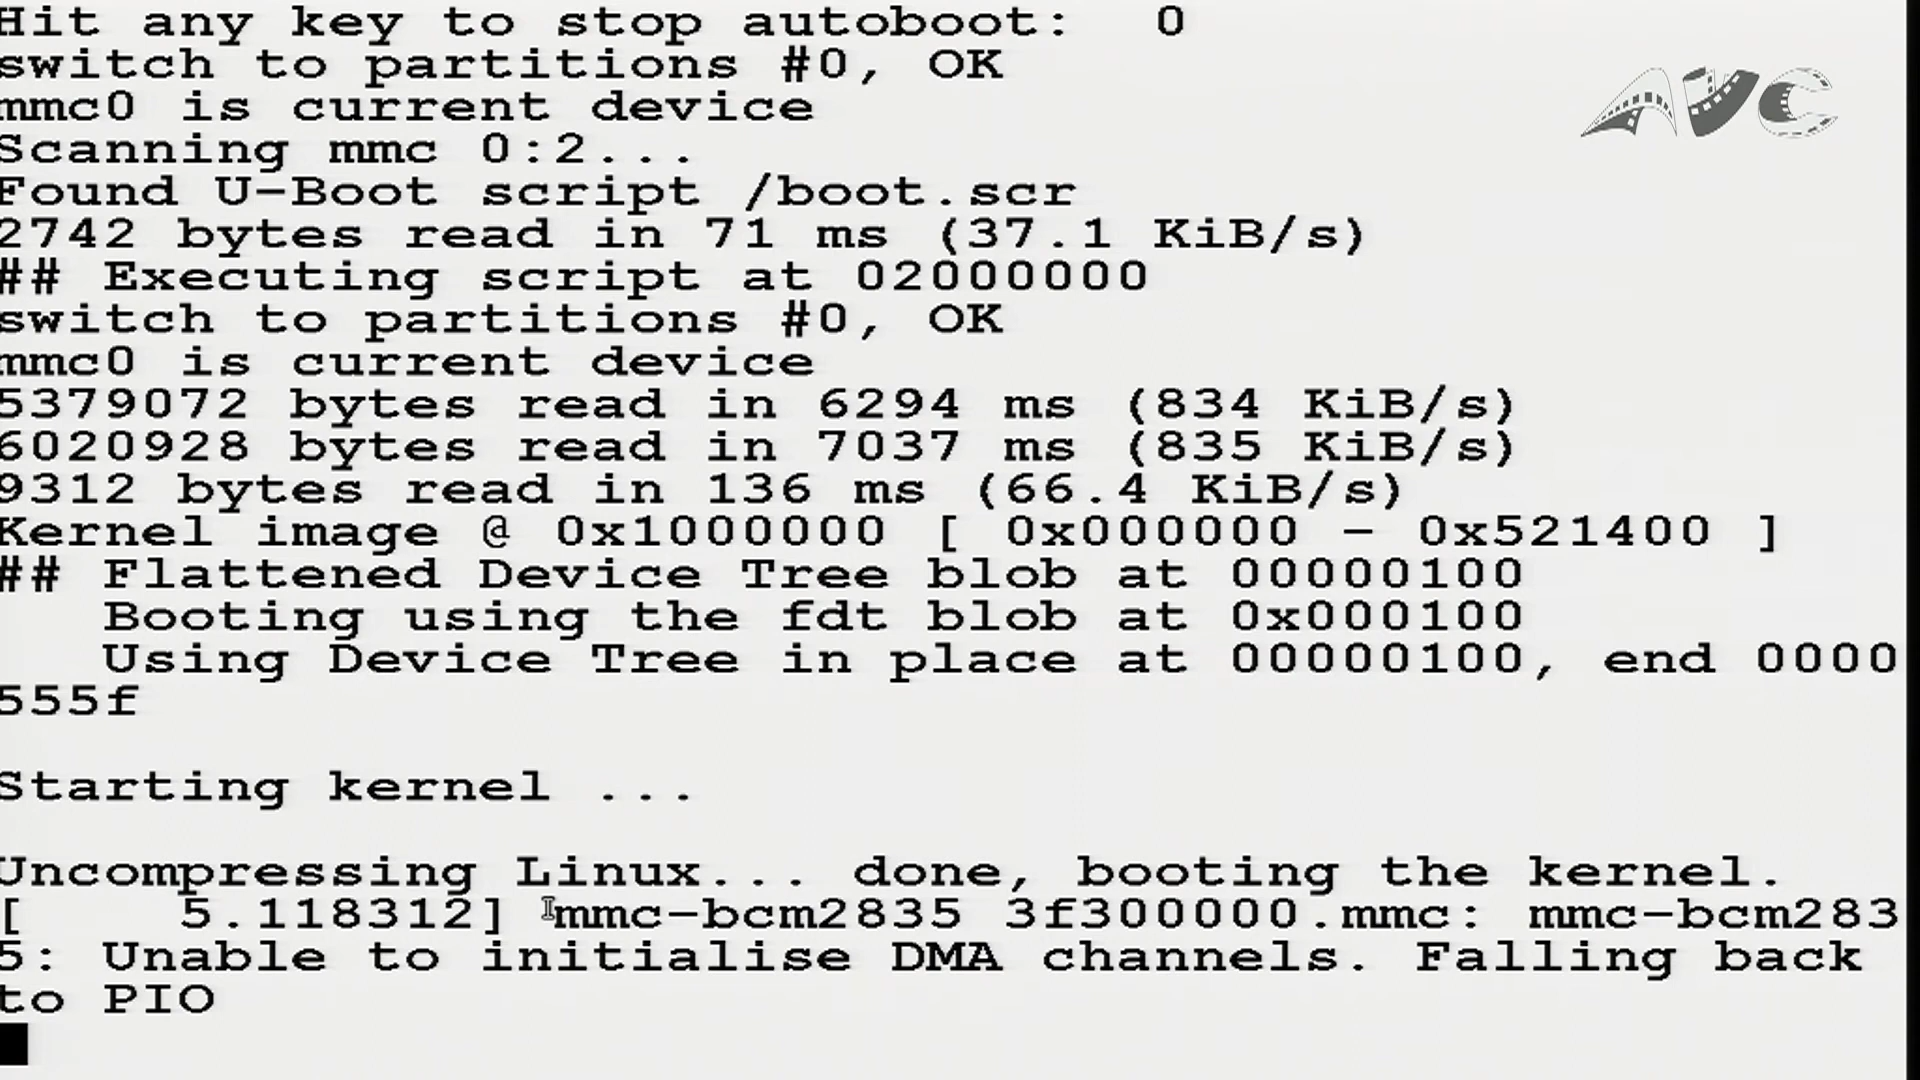 Hit any key to stop autoboot:  0
switch to partitions #0, OK
mmc0 is current device
Scanning mmc 0:2...
Found U-Boot script /boot.scr
2742 bytes read in 71 ms (37.1 KiB/s)
## Executing script at 02000000
switch to partitions #0, OK
mmc0 is current device
5379072 bytes read in 6294 ms (834 KiB/s)
6020928 bytes read in 7037 ms (835 KiB/s)
9312 bytes read in 136 ms (66.4 KiB/s)
Kernel image @ 0x1000000 [ 0x000000 - 0x521400 ]
## Flattened Device Tree blob at 00000100
   Booting using the fdt blob at 0x000100
   Using Device Tree in place at 00000100, end 0000
555f
Starting kernel ...
Uncompressing Linux... done, booting the kernel.
[    5.118312] mmc-bcm2835 3f300000.mmc: mmc-bcm283
5: Unable to initialise DMA channels. Falling back
to PIO
AVC